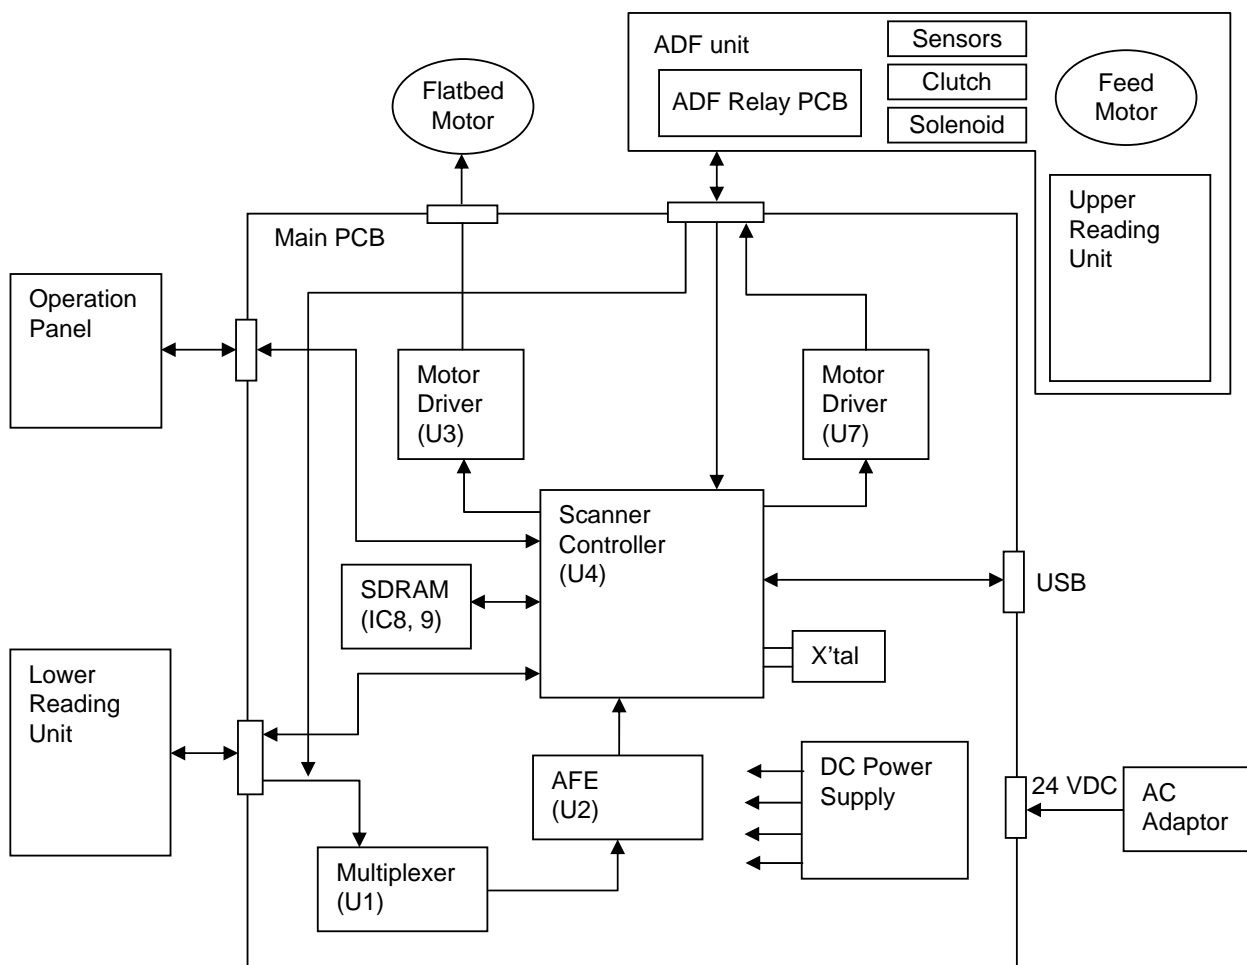 ADF unit
Sensors
Clutch
Solenoid
ADF Relay PCB
Feed
Motor
Flatbed
Motor
Upper
Reading
Unit
Main PCB
Operation
Panel
Motor
Driver
(U3)
Motor
Driver
(U7)
Scanner
Controller
(U4)
SDRAM
(IC8, 9)
USB
X'tal
Lower
Reading
Unit
AFE
(U2)
DC Power
Supply
24 VDC
AC
Adaptor
Multiplexer
(U1)